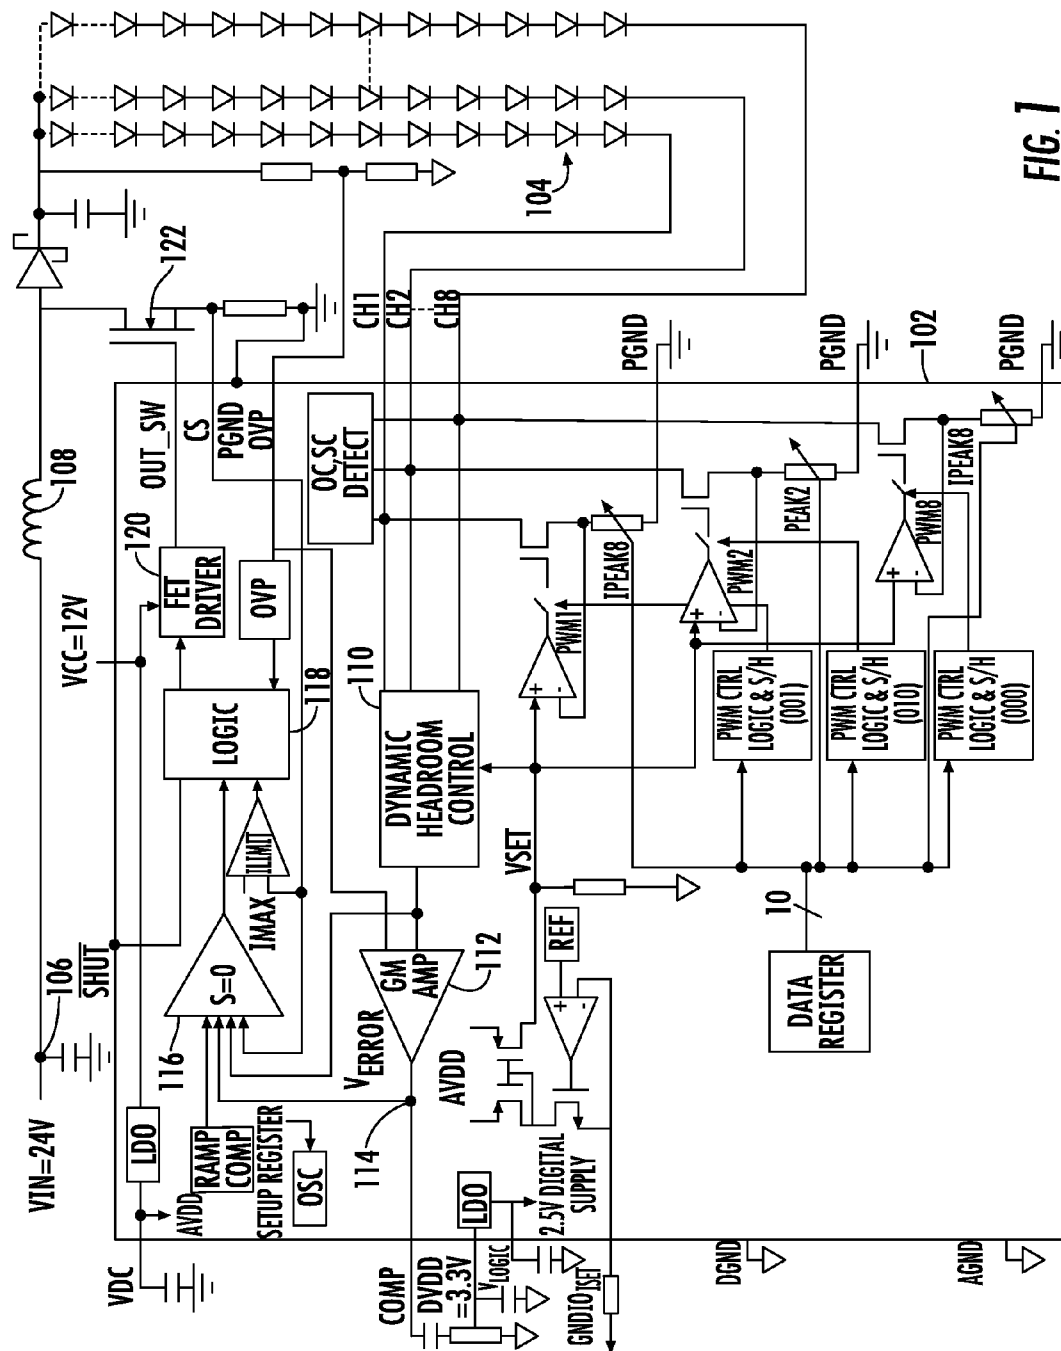 FIG. 1
104
VIN=24V
106
SHUT
108
122
VCC=12V
VDC
LDO
AVDD
116
S=0
RAMP
COMP
SETUP REGISTER
OSC
IMAX
ILIMIT
LOGIC
118
120
FET
DRIVER
OVP
OUT_SW
CS
PGND
OVP
CH1
CH2
CH8
OC,SC
DETECT
110
DYNAMIC
HEADROOM
CONTROL
GM
AMP
112
VERROR
114
COMP
DVDD
=3.3V
VLOGIC
LDO
2.5V DIGITAL
SUPPLY
AVDD
REF
VSET
GNDIO
ISET
+
-
+
-
PWM1
IPEAK8
PGND
+
-
PWM2
PEAK2
PGND
+
-
PWM8
IPEAK8
PGND
102
PWM CTRL
LOGIC & S/H
(001)
PWM CTRL
LOGIC & S/H
(010)
PWM CTRL
LOGIC & S/H
(000)
10
DATA
REGISTER
DGND
AGND